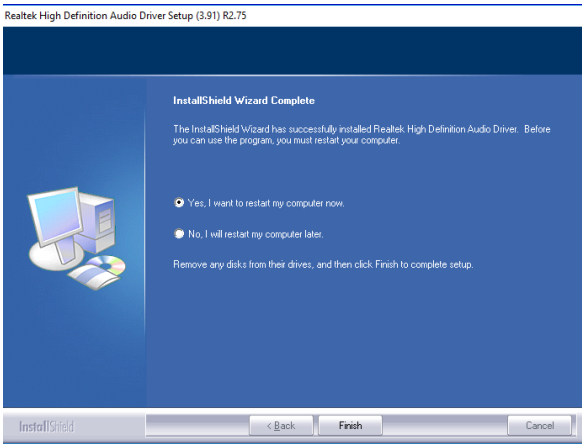 Realtek High Definition Audio Driver Setup (3.91) R2.75
InstallShield Wizard Complete
The InstallShield Wizard has successfully installed Realtek High Definition Audio Driver. Before
you can use the program, you must restart your computer.
Yes, I want to restart my computer now.
No, I will restart my computer later.
Remove any disks from their drives, and then click Finish to complete setup.
InstallShield
< Back
Finish
Cancel